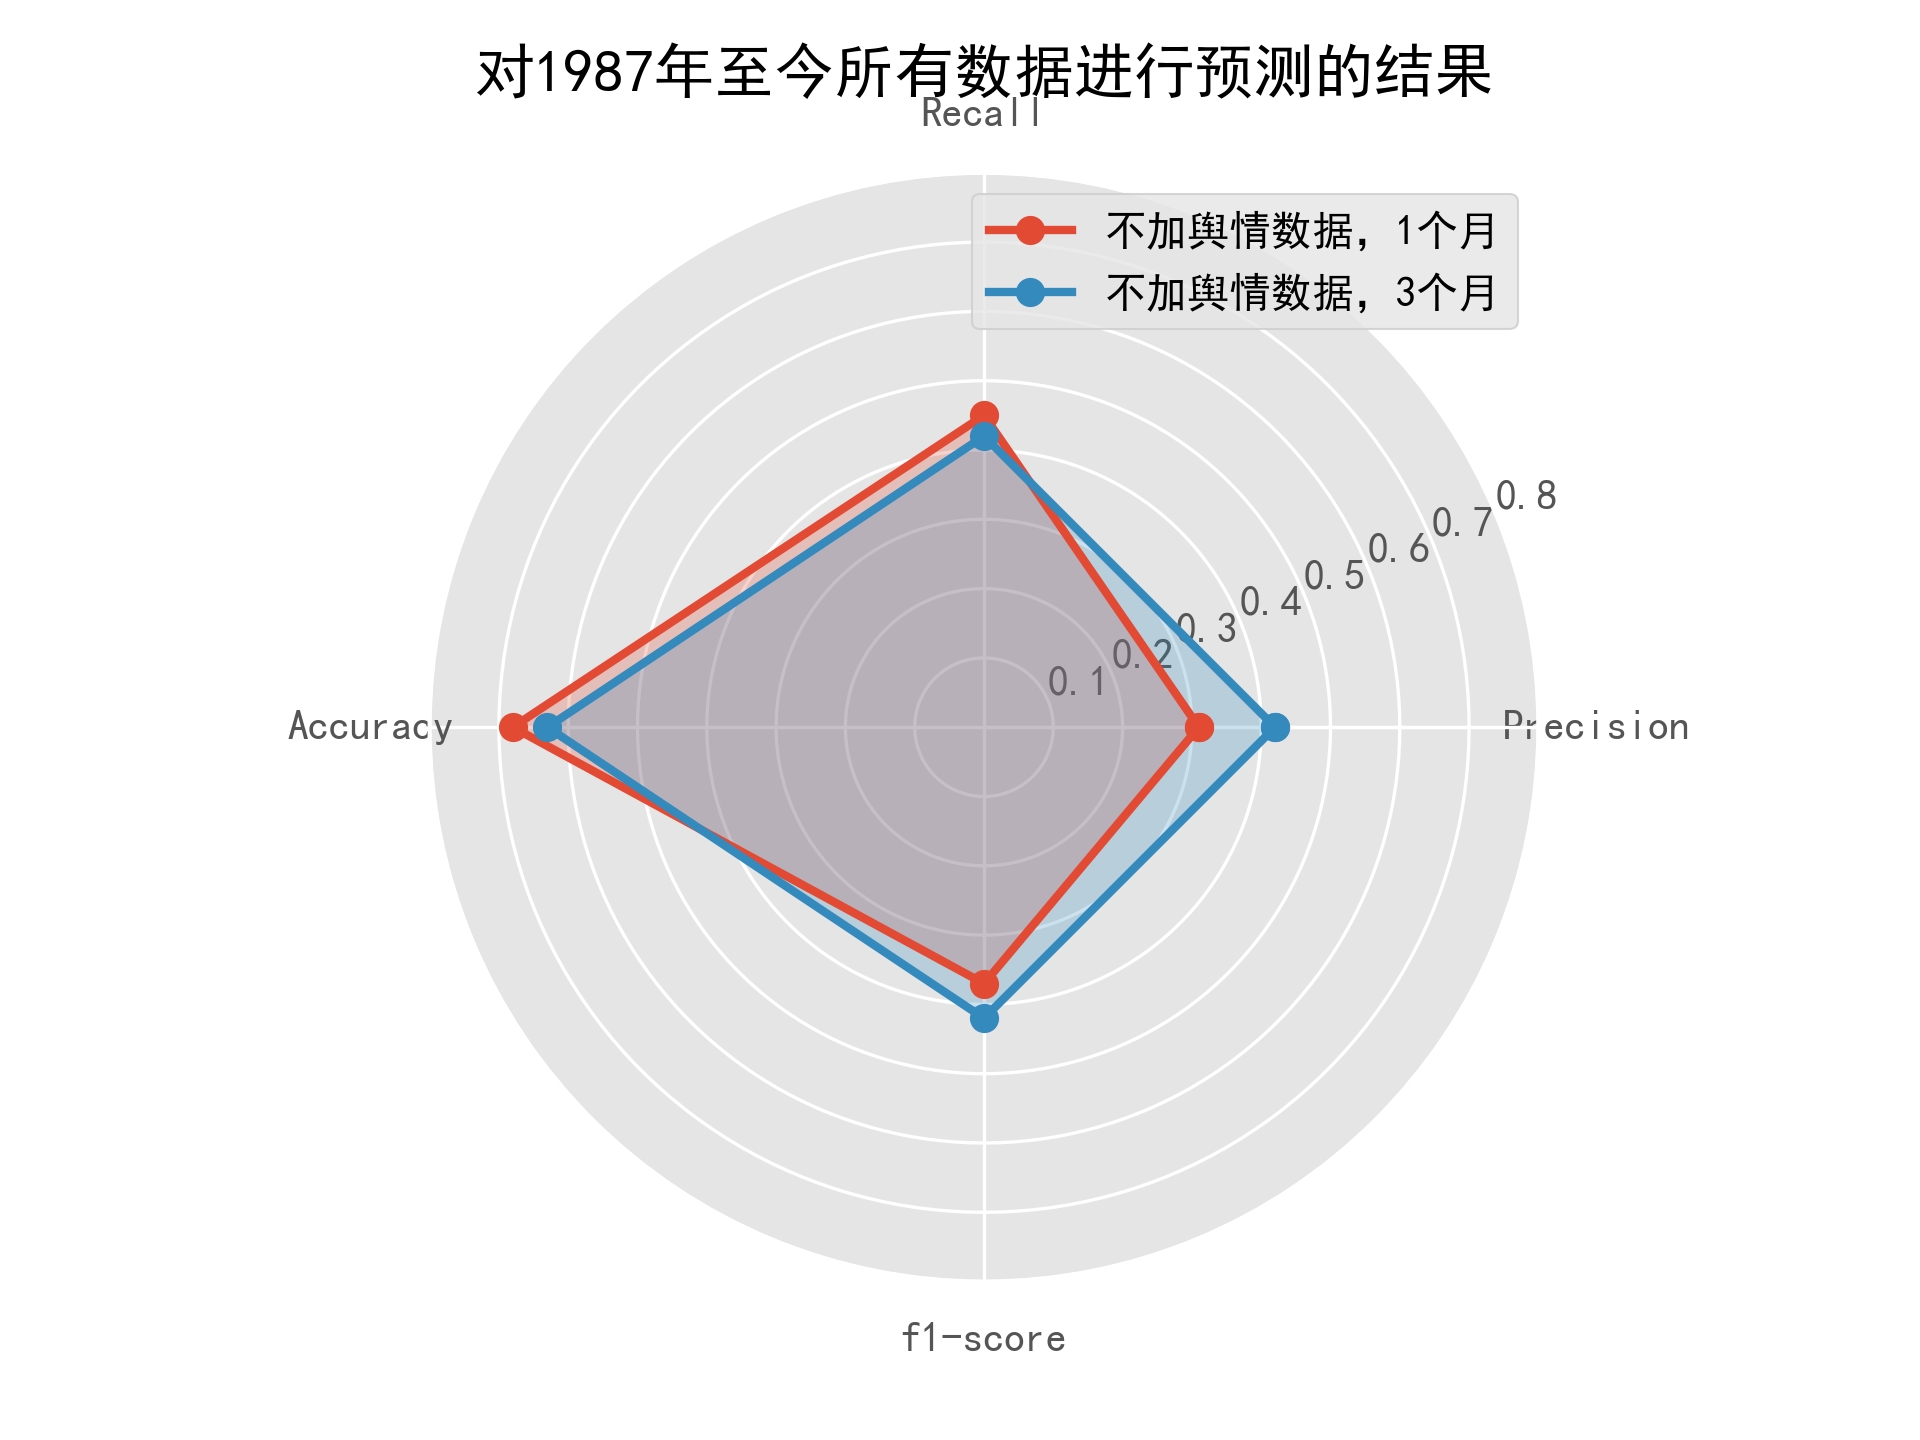 对1987年至今所有数据进行预测的结果
Recall
不加舆情数据，1个月
不加舆情数据，3个月
0.8
0.7
0.6
0.5
0.4
0.3
0.2
0.1
Accuracy
Precision
f1-score